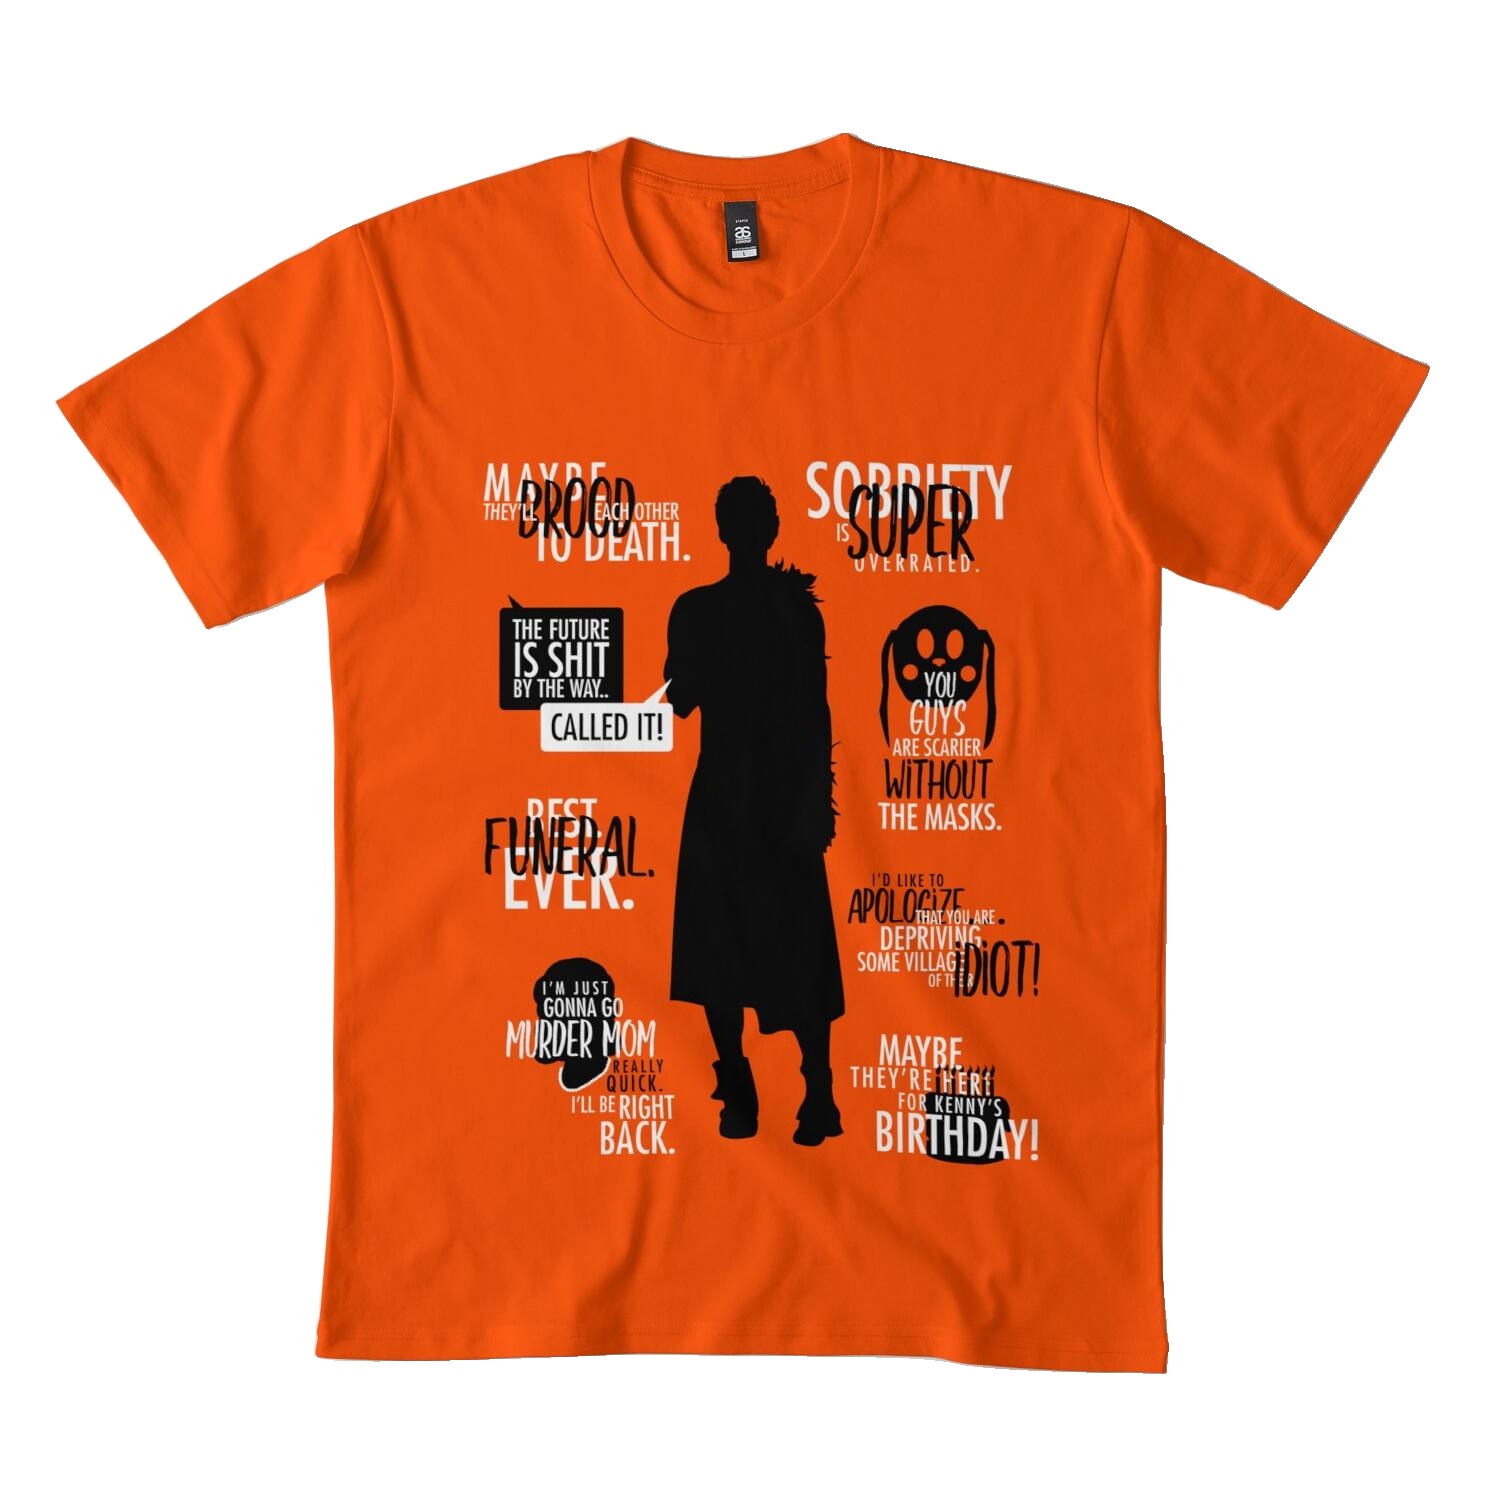 STAPLE
as
colour
L
MAYBE
THEY'LL BROOD EACH OTHER
TO DEATH.
SOBRIETY
IS SUPER
OVERRATED.
THE FUTURE
IS SHIT
BY THE WAY..
CALLED IT!
YOU
GUYS
ARE SCARIER
WITHOUT
THE MASKS.
BEST.
FUNERAL.
EVER.
I'D LIKE TO
APOLOGIZE...
THAT YOU ARE
DEPRIVING
SOME VILLAGE
OF THEIR IDIOT!
I'M JUST
GONNA GO
MURDER MOM
REALLY
QUICK.
I'LL BE RIGHT
BACK.
MAYBE
THEY'RE HERE
FOR KENNY'S
BIRTHDAY!